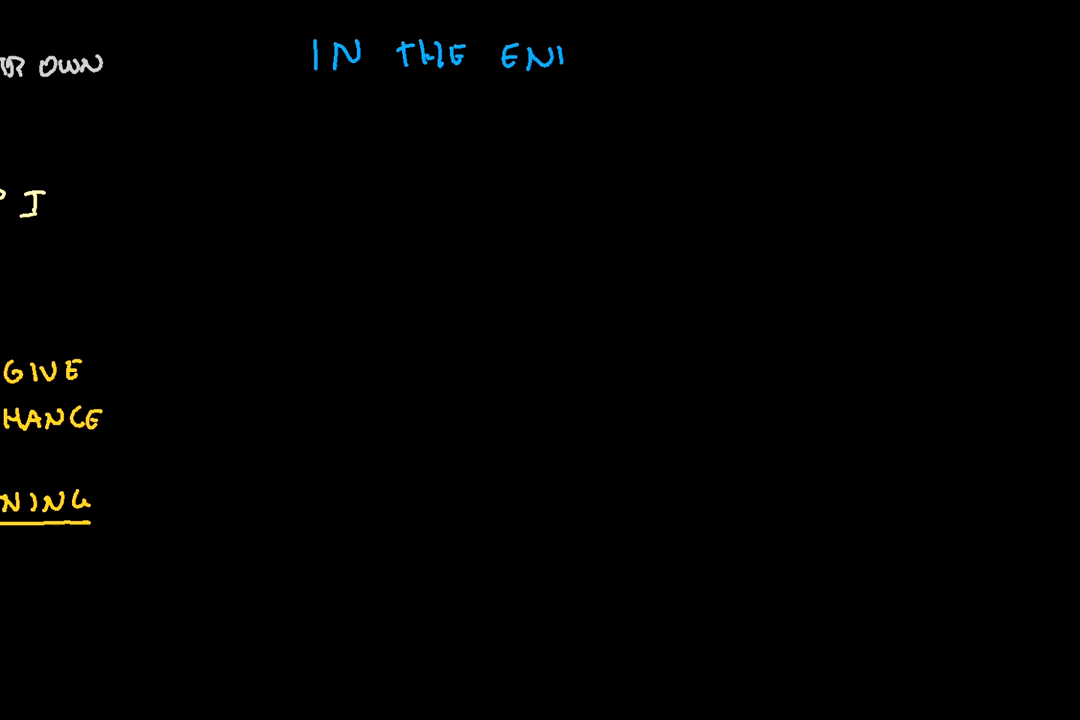 OWN
IN THE ENI
I
GIVE
HANCE
NING